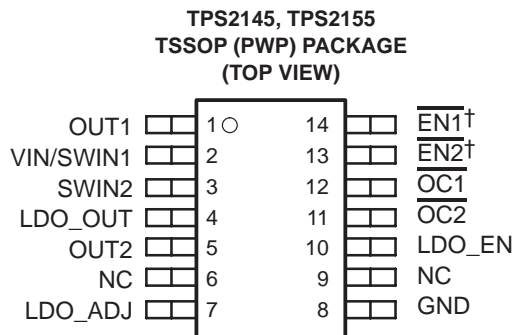 TPS2145, TPS2155
TSSOP (PWP) PACKAGE
(TOP VIEW)
OUT1 1 14 EN1†
VIN/SWIN1 2 13 EN2†
SWIN2 3 12 OC1
LDO_OUT 4 11 OC2
OUT2 5 10 LDO_EN
NC 6 9 NC
LDO_ADJ 7 8 GND